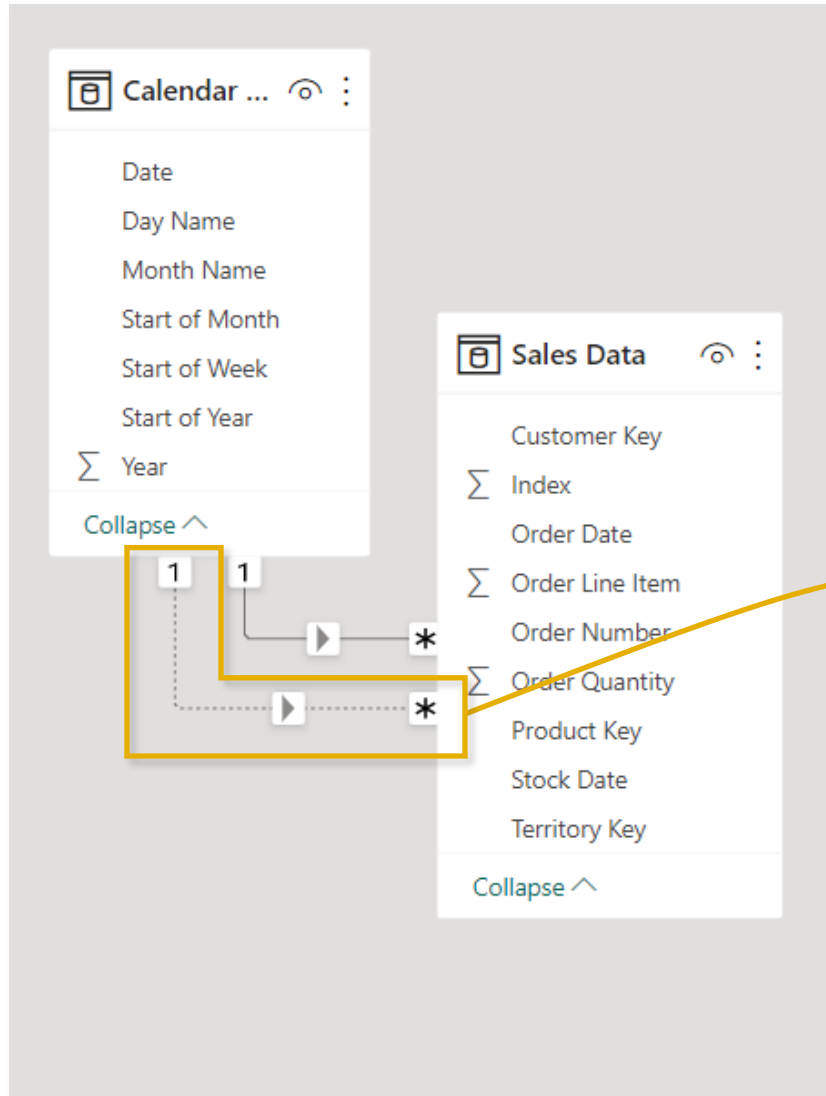 Calendar ...
Date
Day Name
Month Name
Start of Month
Start of Week
Start of Year
Σ Year
Collapse
1 1
*
*
Sales Data
Customer Key
Σ Index
Order Date
Σ Order Line Item
Order Number
Σ Order Quantity
Product Key
Stock Date
Territory Key
Collapse